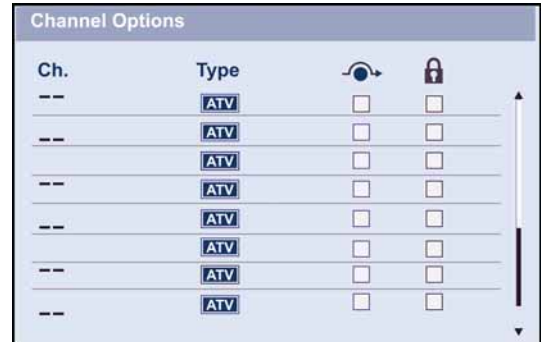 Channel Options
Ch. Type
-- ATV
-- ATV
ATV
-- ATV
-- ATV
ATV
-- ATV
-- ATV